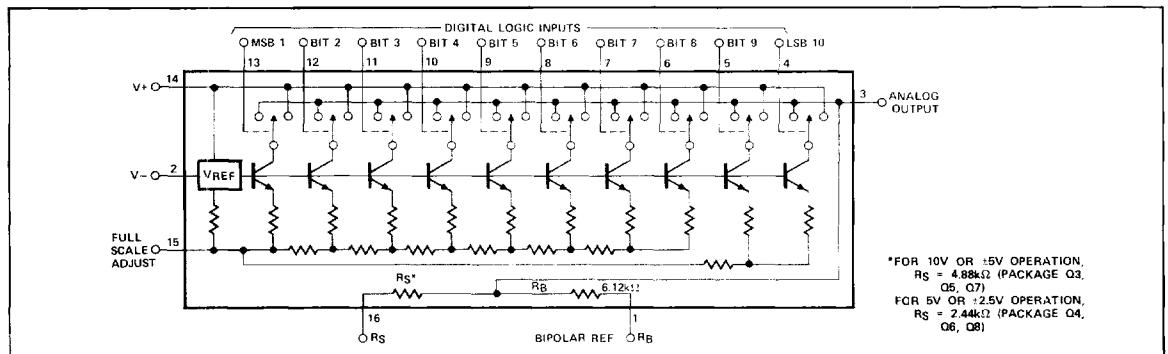 DIGITAL LOGIC INPUTS
MSB 1 BIT 2 BIT 3 BIT 4 BIT 5 BIT 6 BIT 7 BIT 8 BIT 9 LSB 10
13 12 11 10 9 8 7 6 5 4
V+ 14
3 ANALOG OUTPUT
V- 2
VREF
FULL SCALE ADJUST 15
RS*
RB 6.12kΩ
16 1
RS BIPOLAR REF RB
*FOR 10V OR ±5V OPERATION,
RS = 4.88kΩ (PACKAGE Q3,
Q5, Q7)
FOR 5V OR ±2.5V OPERATION,
RS = 2.44kΩ (PACKAGE Q4,
Q6, Q8)